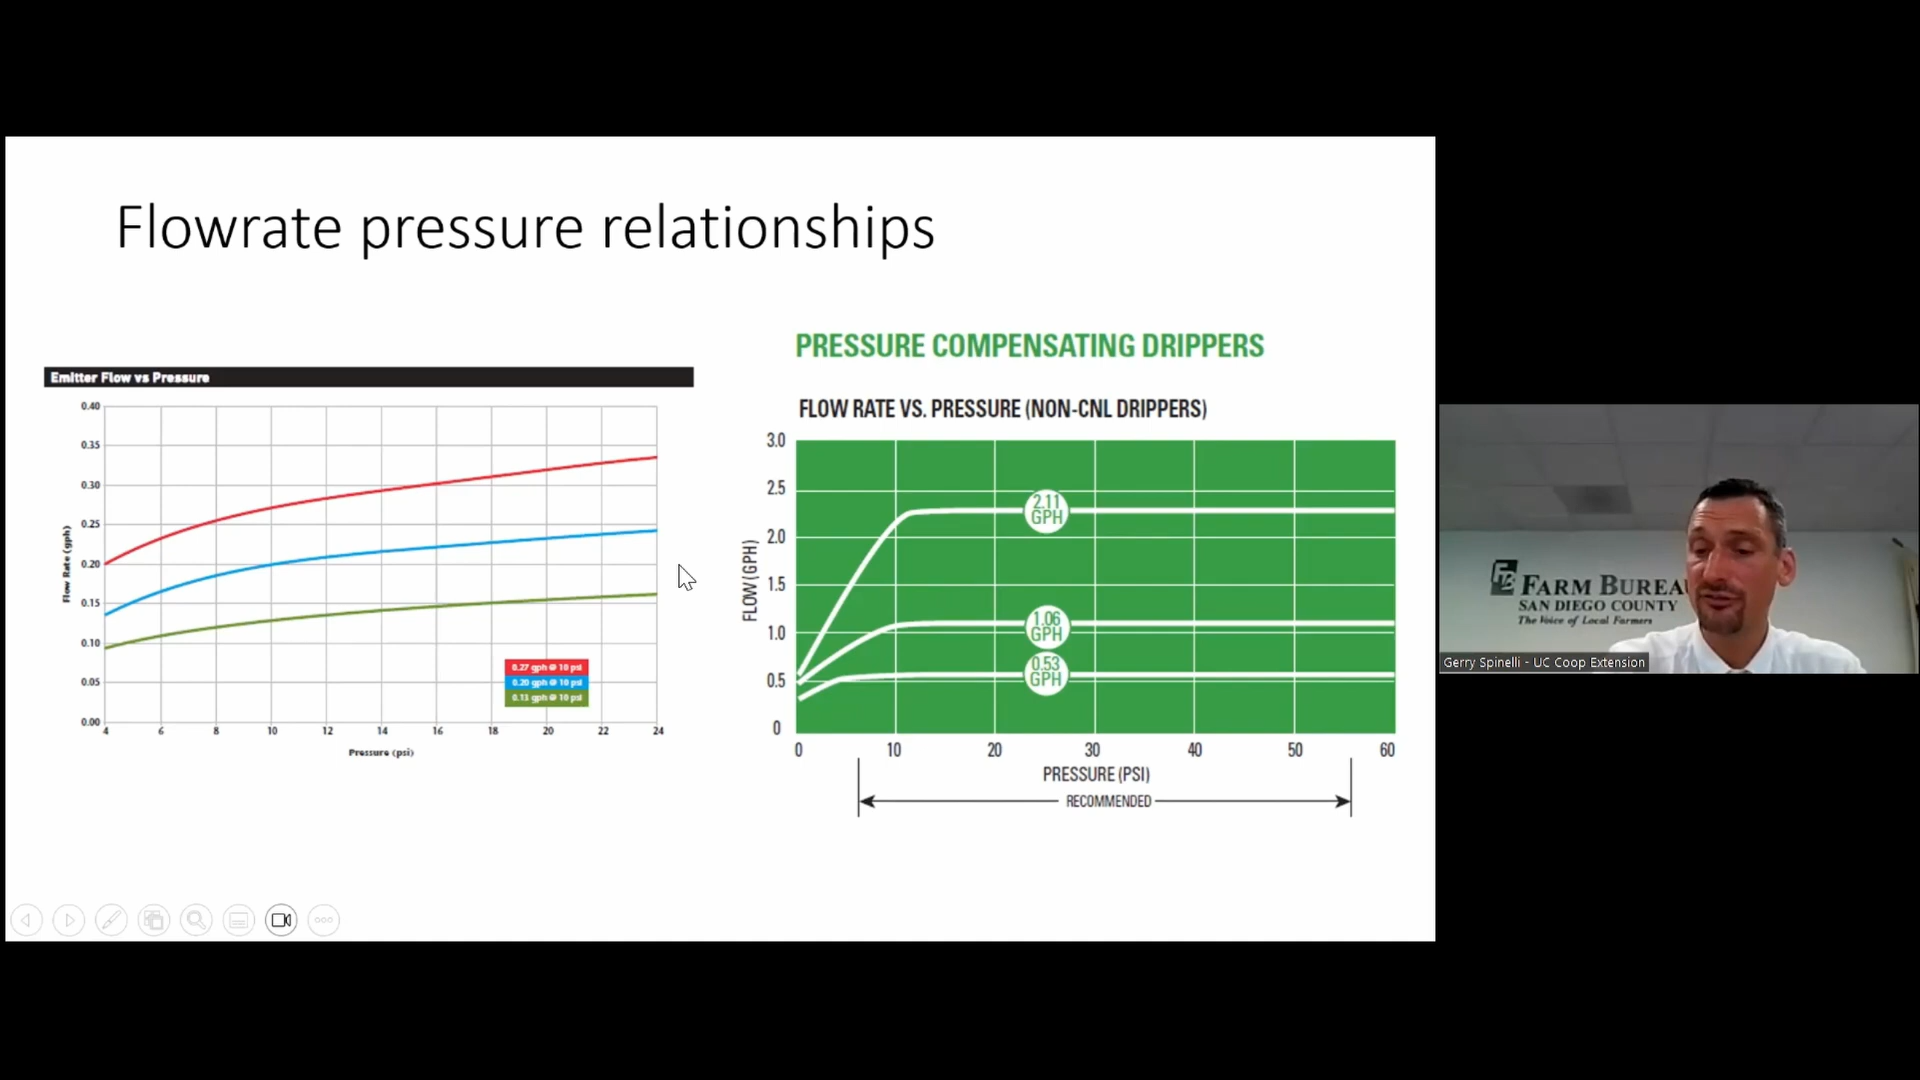 Flowrate pressure relationships
Emitter Flow vs Pressure
0.40
0.35
0.30
0.25
0.20
0.15
0.10
0.05
0.00
Flow Rate (gph)
4 6 8 10 12 14 16 18 20 22 24
Pressure (psi)
0.27 gph @ 10 psi
0.20 gph @ 10 psi
0.13 gph @ 10 psi
PRESSURE COMPENSATING DRIPPERS
FLOW RATE VS. PRESSURE (NON-CNL DRIPPERS)
3.0
2.5
2.0
1.5
1.0
0.5
0
FLOW (GPH)
2.11
GPH
1.06
GPH
0.53
GPH
0 10 20 30 40 50 60
PRESSURE (PSI)
RECOMMENDED
FB FARM BUREA
SAN DIEGO COUNTY
The Voice of Local Farmers
Gerry Spinelli - UC Coop Extension